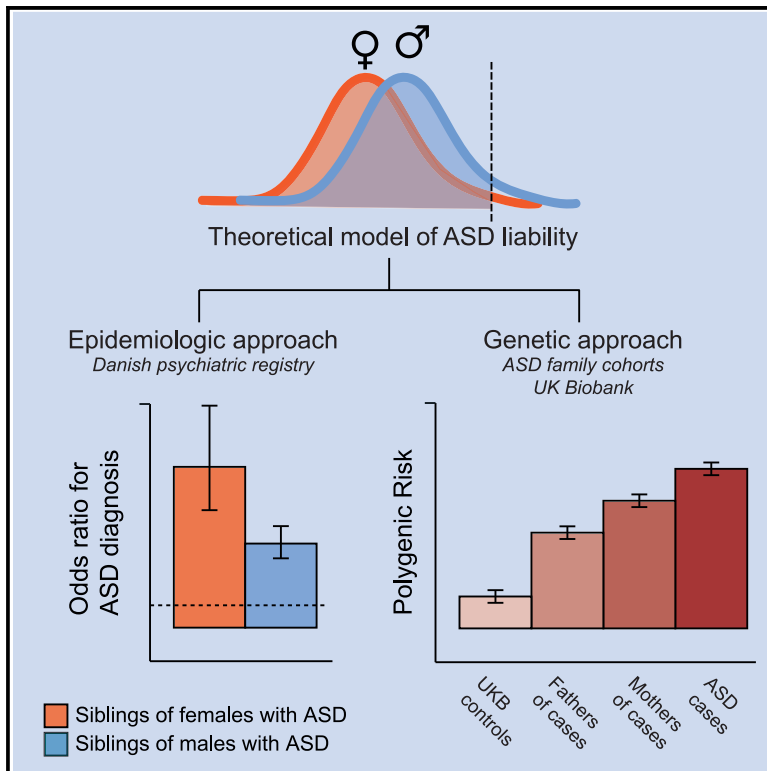 ♀ ♂
Theoretical model of ASD liability
Epidemiologic approach
Danish psychiatric registry
Odds ratio for
ASD diagnosis
Siblings of females with ASD
Siblings of males with ASD
Genetic approach
ASD family cohorts
UK Biobank
Polygenic Risk
UKB
controls
Fathers
of cases
Mothers
of cases
ASD
cases